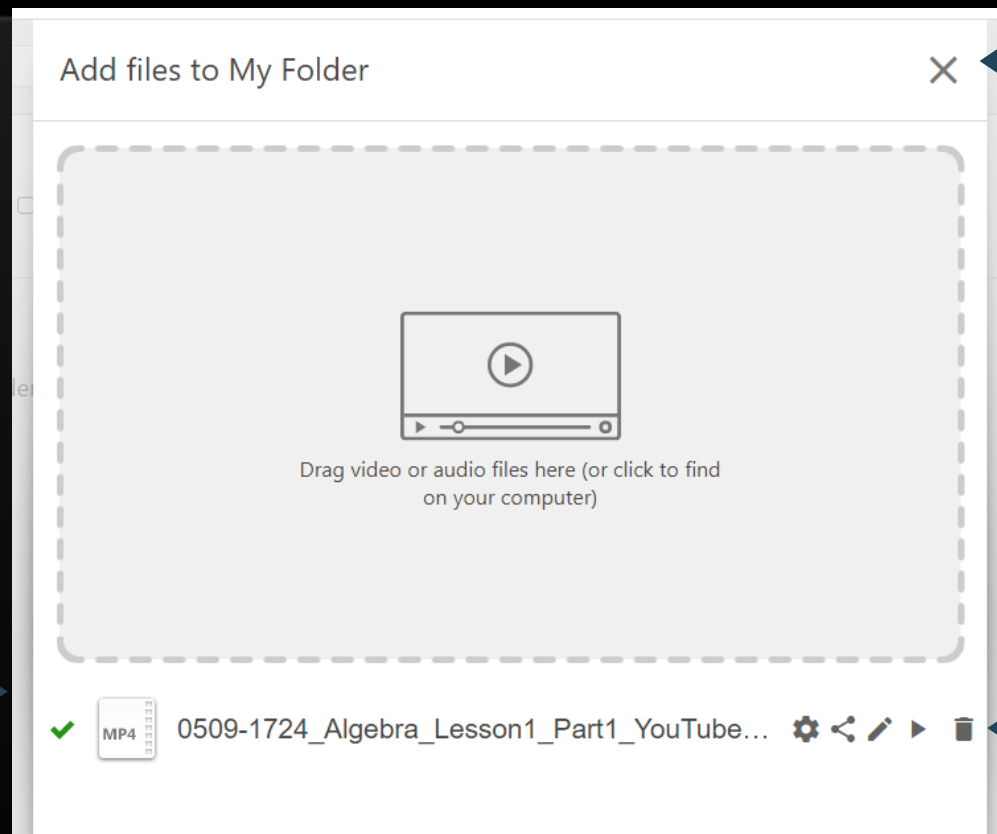 Add files to My Folder
Drag video or audio files here (or click to find
on your computer)
MP4
0509-1724_Algebra_Lesson1_Part1_YouTube...